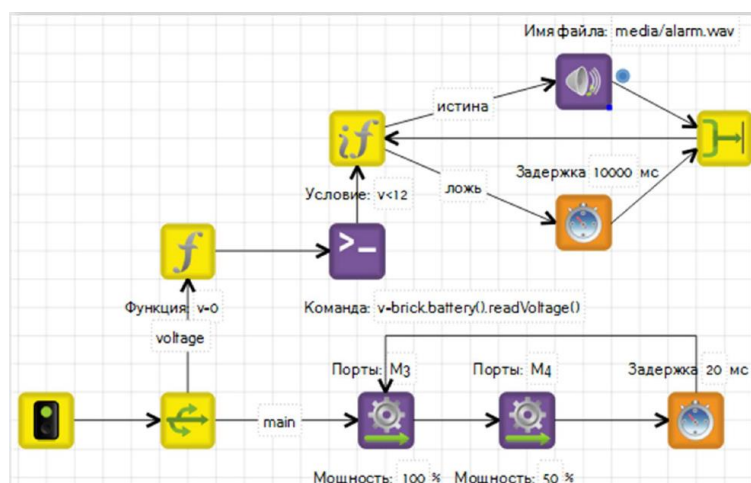 Имя файла: media/alarm.wav
if
истина
ложь
Задержка 10000 мс
Условие: v<12
f
>_
Функция: v=0
Команда: v=brick.battery().readVoltage()
voltage
Порты: M3
Порты: M4
Задержка 20 мс
main
Мощность: 100 %
Мощность: 50 %